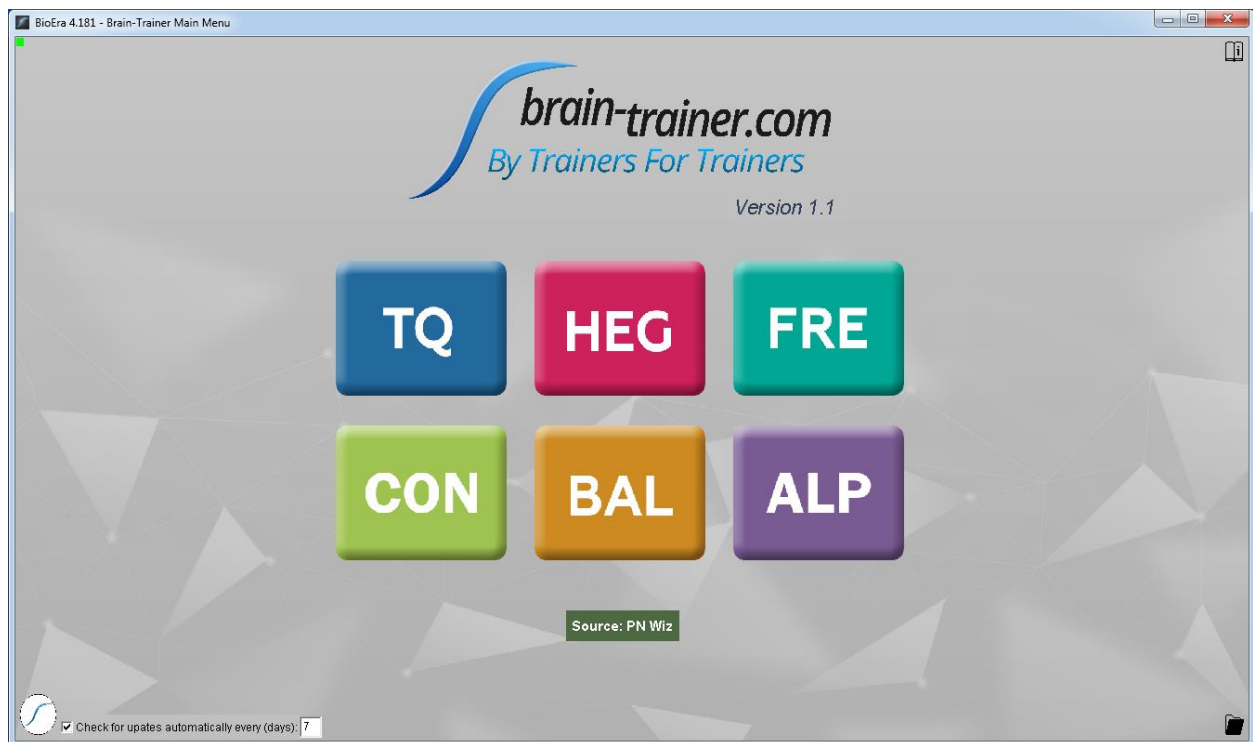 BioEra 4.181 - Brain-Trainer Main Menu
i
brain-trainer.com
By Trainers For Trainers
Version 1.1
TQ HEG FRE
CON BAL ALP
Source: PN Wiz
Check for upates automatically every (days): 7